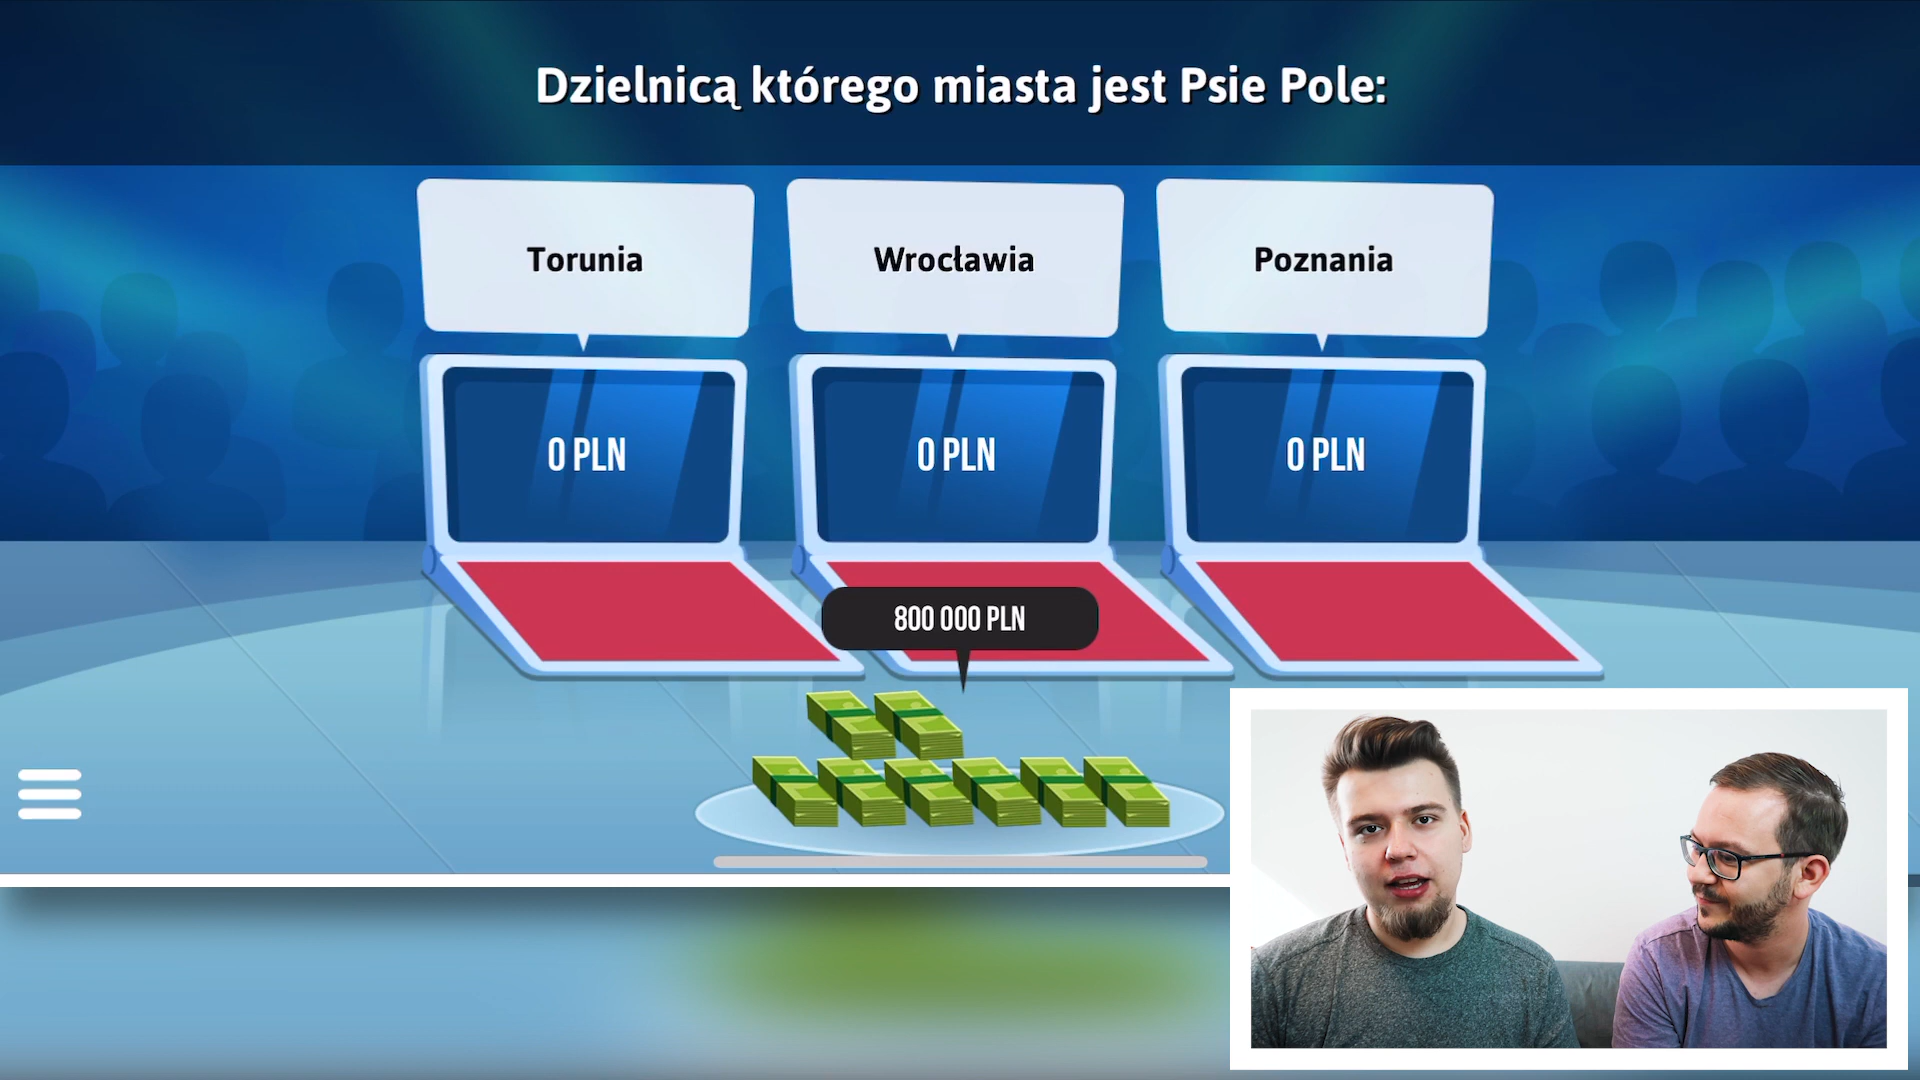 Dzielnicą którego miasta jest Psie Pole:
Torunia
Wrocławia
Poznania
0 PLN
0 PLN
0 PLN
800 000 PLN